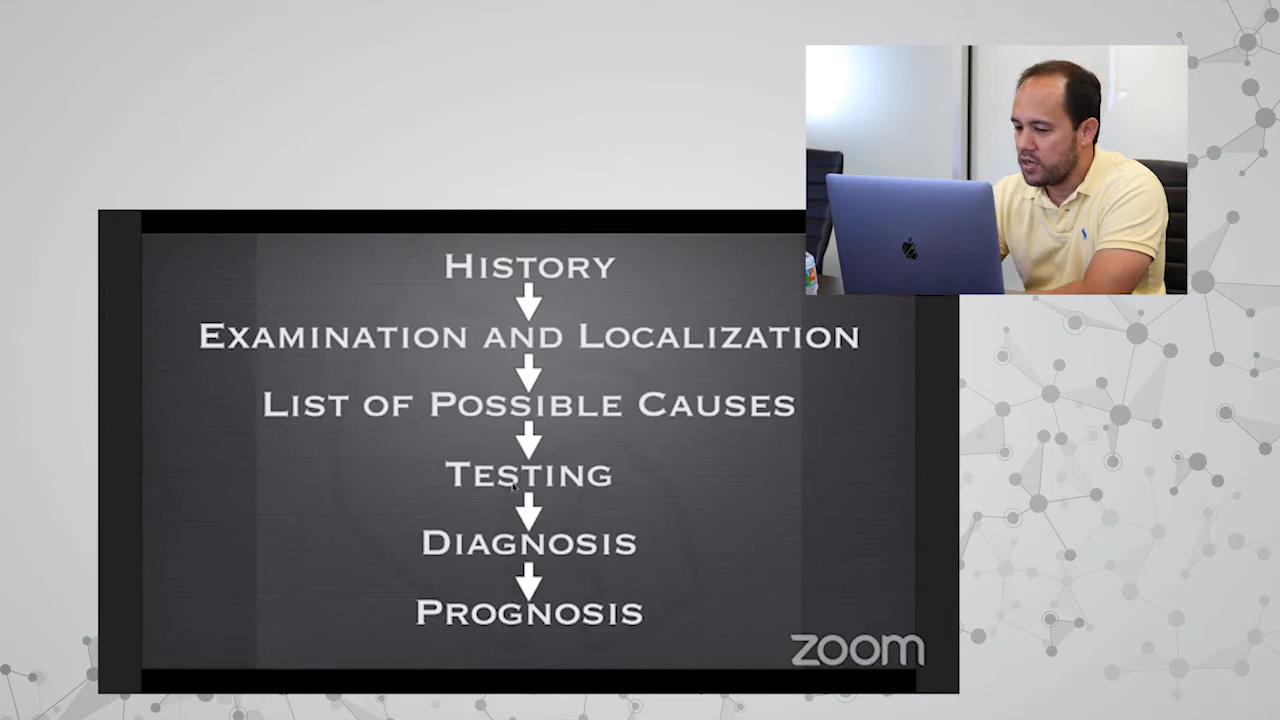 History
Examination and Localization
List of Possible Causes
Testing
Diagnosis
Prognosis
zoom